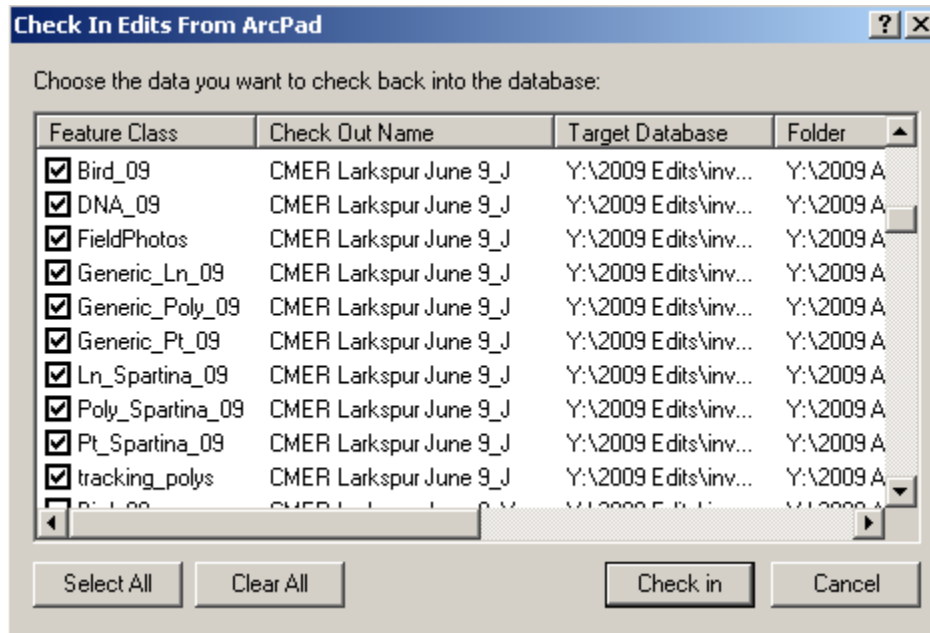 Check In Edits From ArcPad
Choose the data you want to check back into the database:
Feature Class Check Out Name Target Database Folder
Bird_09 CMER Larkspur June 9_J Y:\2009 Edits\inv... Y:\2009 A
DNA_09 CMER Larkspur June 9_J Y:\2009 Edits\inv... Y:\2009 A
FieldPhotos CMER Larkspur June 9_J Y:\2009 Edits\inv... Y:\2009 A
Generic_Ln_09 CMER Larkspur June 9_J Y:\2009 Edits\inv... Y:\2009 A
Generic_Poly_09 CMER Larkspur June 9_J Y:\2009 Edits\inv... Y:\2009 A
Generic_Pt_09 CMER Larkspur June 9_J Y:\2009 Edits\inv... Y:\2009 A
Ln_Spartina_09 CMER Larkspur June 9_J Y:\2009 Edits\inv... Y:\2009 A
Poly_Spartina_09 CMER Larkspur June 9_J Y:\2009 Edits\inv... Y:\2009 A
Pt_Spartina_09 CMER Larkspur June 9_J Y:\2009 Edits\inv... Y:\2009 A
tracking_polys CMER Larkspur June 9_J Y:\2009 Edits\inv... Y:\2009 A
Select All Clear All Check in Cancel